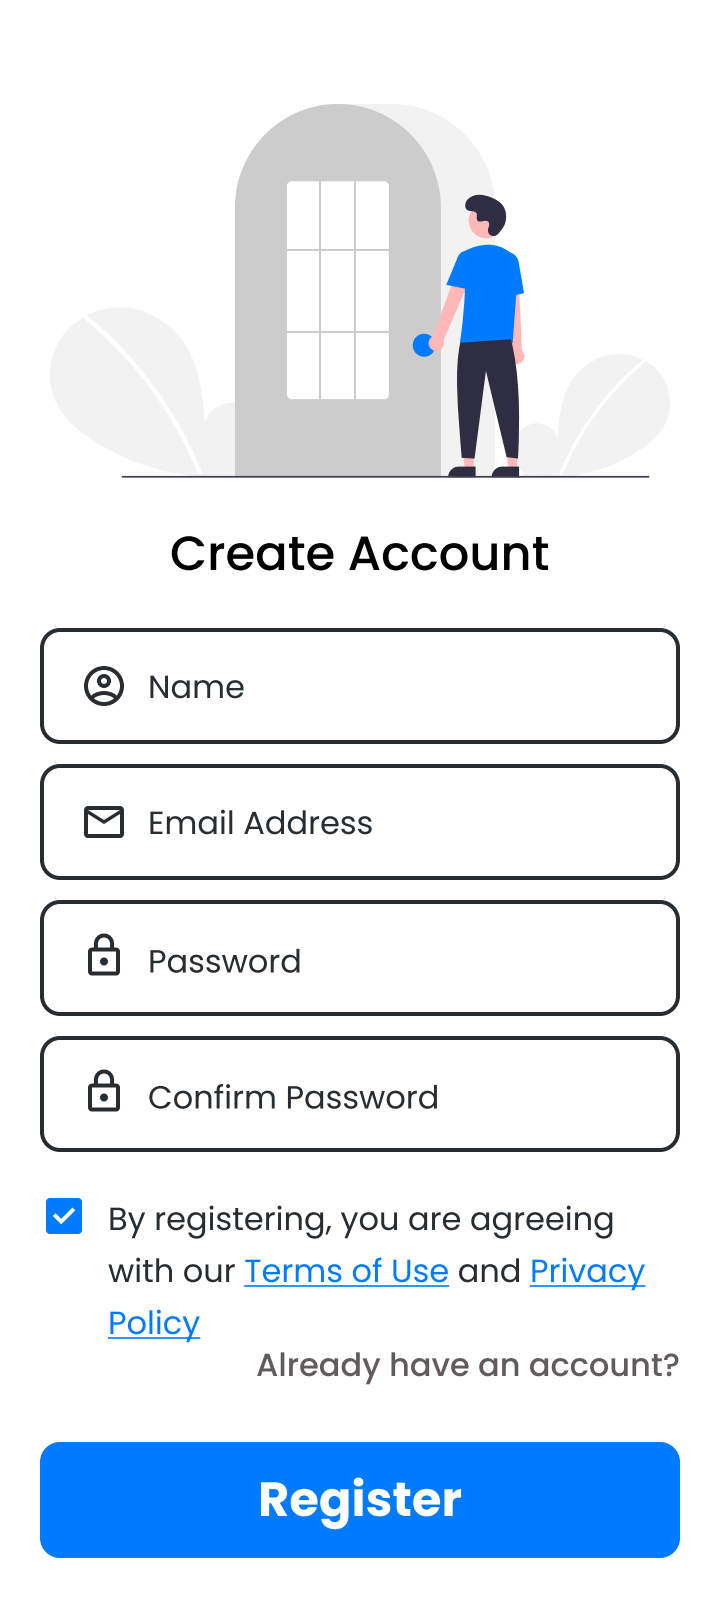 Create Account
Name
Email Address
Password
Confirm Password
By registering, you are agreeing
with our Terms of Use and Privacy
Policy
Already have an account?
Register